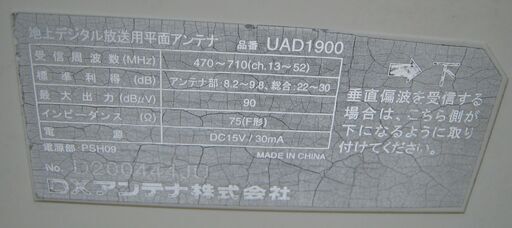 地上デジタル放送用平面アンテナ 品番 UAD1900
受信周波数(MHz) 470～710(ch.13～52)
標準利得(dB) アンテナ部:8.2～9.8、総合:22～30
最大出力(dBμV) 90
インピーダンス(Ω) 75(F形)
電源 DC15V / 30mA
電源部 PSH09 MADE IN CHINA
No.
DXアンテナ株式会社
下
垂直偏波を受信する
場合は、こちら側が
下になるように取り
付けてください。